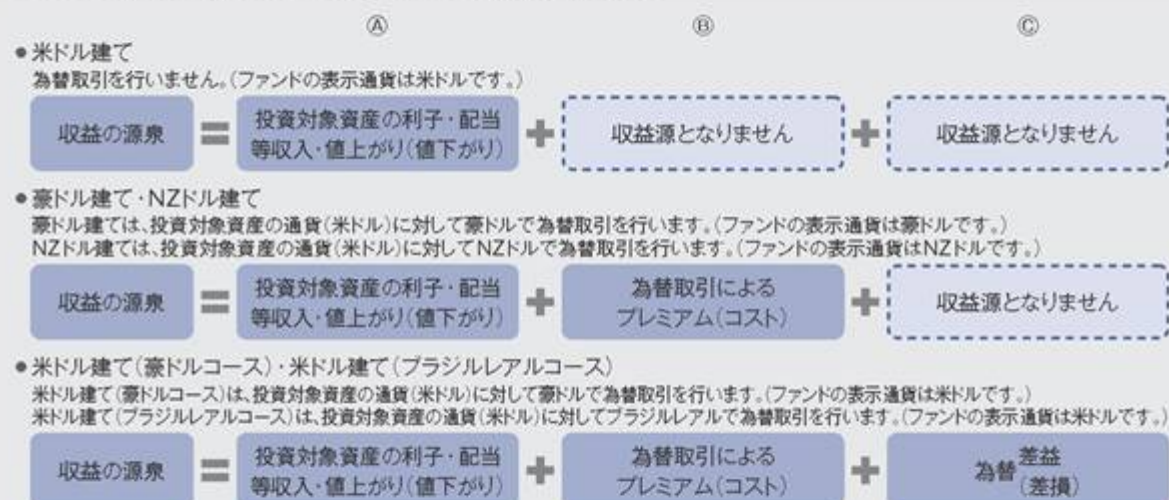 Ⓐ Ⓑ Ⓒ
●米ドル建て
為替取引を行いません。(ファンドの表示通貨は米ドルです。)
収益の源泉 = 投資対象資産の利子・配当 + 収益源となりません + 収益源となりません
等収入・値上がり(値下がり)
●豪ドル建て・NZドル建て
豪ドル建ては、投資対象資産の通貨(米ドル)に対して豪ドルで為替取引を行います。(ファンドの表示通貨は豪ドルです。)
NZドル建ては、投資対象資産の通貨(米ドル)に対してNZドルで為替取引を行います。(ファンドの表示通貨はNZドルです。)
収益の源泉 = 投資対象資産の利子・配当 + 為替取引による + 収益源となりません
等収入・値上がり(値下がり) プレミアム(コスト)
●米ドル建て(豪ドルコース)・米ドル建て(ブラジルレアルコース)
米ドル建て(豪ドルコース)は、投資対象資産の通貨(米ドル)に対して豪ドルで為替取引を行います。(ファンドの表示通貨は米ドルです。)
米ドル建て(ブラジルレアルコース)は、投資対象資産の通貨(米ドル)に対してブラジルレアルで為替取引を行います。(ファンドの表示通貨は米ドルです。)
収益の源泉 = 投資対象資産の利子・配当 + 為替取引による + 為替 差益
等収入・値上がり(値下がり) プレミアム(コスト) (差損)